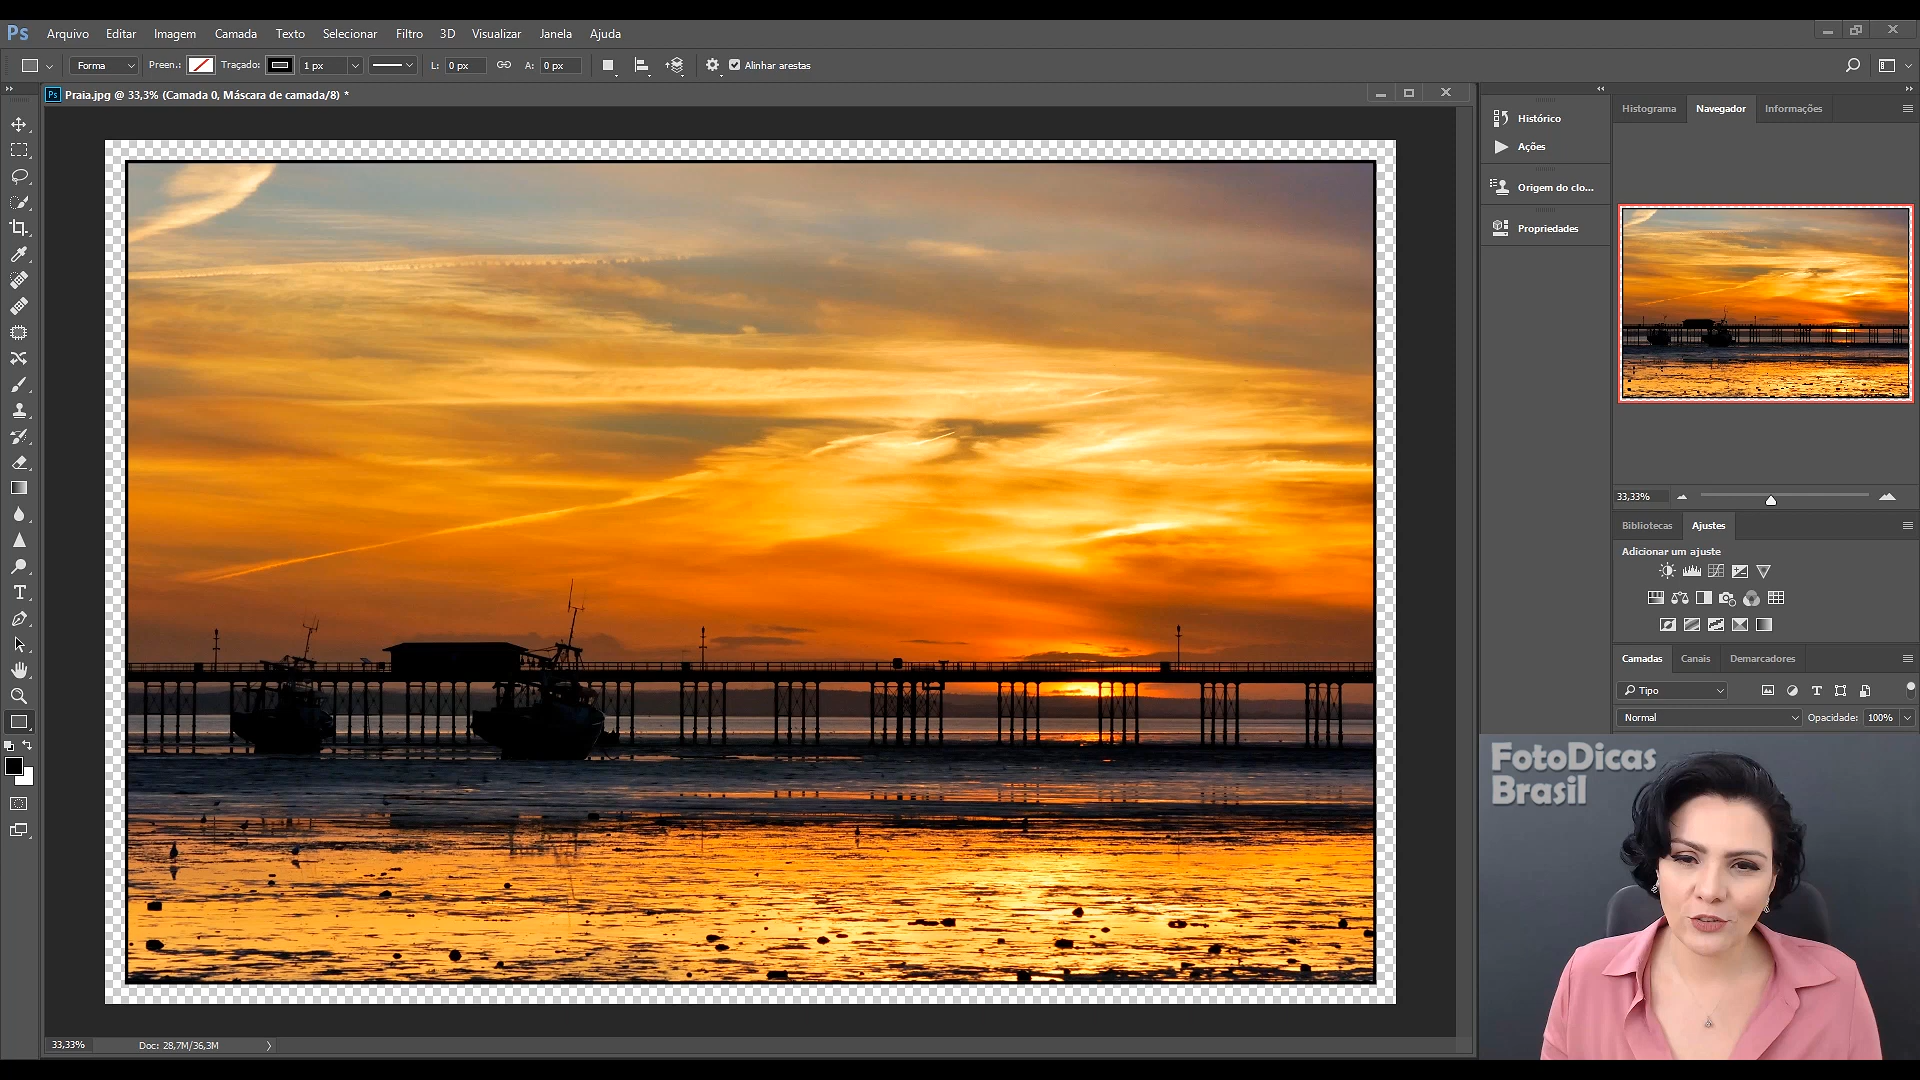 Ps Arquivo Editar Imagem Camada Texto Selecionar Filtro 3D Visualizar Janela Ajuda
Forma Preen.: Traçado: 1 px L: 0 px A: 0 px Alinhar arestas
Ps Praia.jpg @ 33,3% (Camada 0, Máscara de camada/8) *
Histórico
Ações
Origem do clo...
Propriedades
Histograma Navegador Informações
33,33%
Bibliotecas Ajustes
Adicionar um ajuste
Camadas Canais Demarcadores
Tipo
Normal Opacidade: 100%
FotoDicas
Brasil
33,33% Doc: 28,7M/36,3M